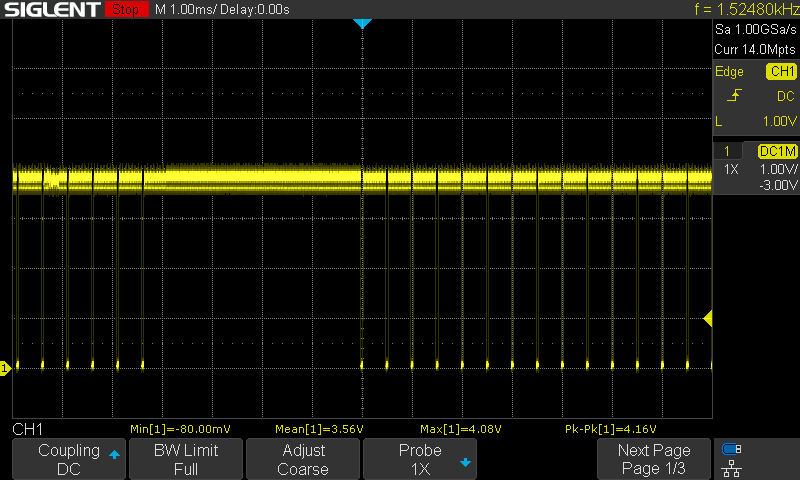 SIGLENT Stop M 1.00ms/ Delay:0.00s f = 1.52480kHz
Sa 1.00GSa/s
Curr 14.0Mpts
Edge CH1
DC
L 1.00V
1 DC1M
1X 1.00V/
-3.00V
1
CH1 Min[1]=-80.00mV Mean[1]=3.56V Max[1]=4.08V Pk-Pk[1]=4.16V
Coupling BW Limit Adjust Probe Next Page
DC Full Coarse 1X Page 1/3